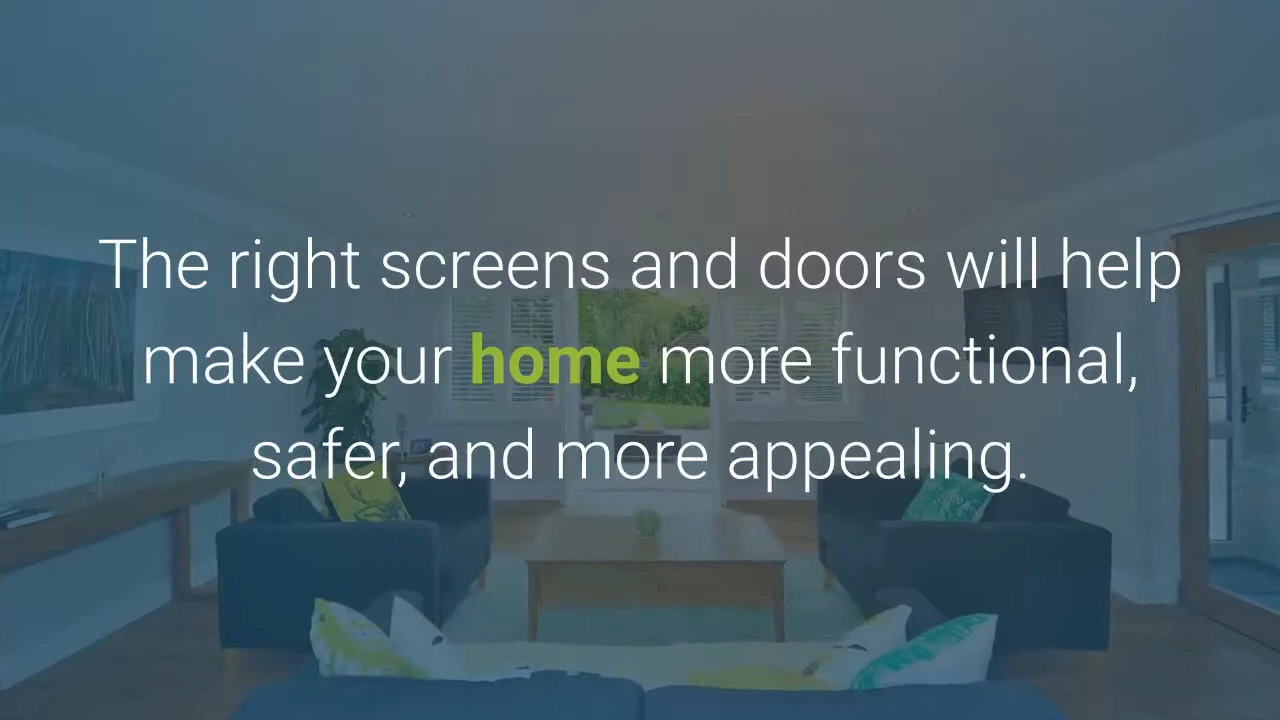 The right screens and doors will help
make your home more functional,
safer, and more appealing.